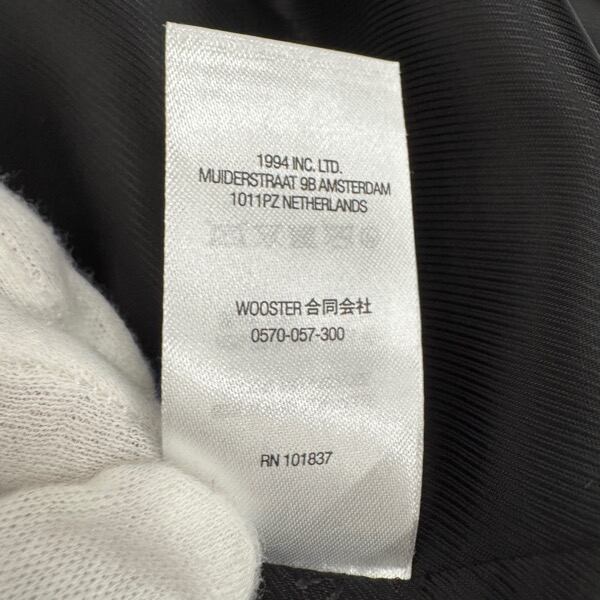 1994 INC. LTD.
MUIDERSTRAAT 9B AMSTERDAM
1011PZ NETHERLANDS
WOOSTER 合同会社
0570-057-300
RN 101837